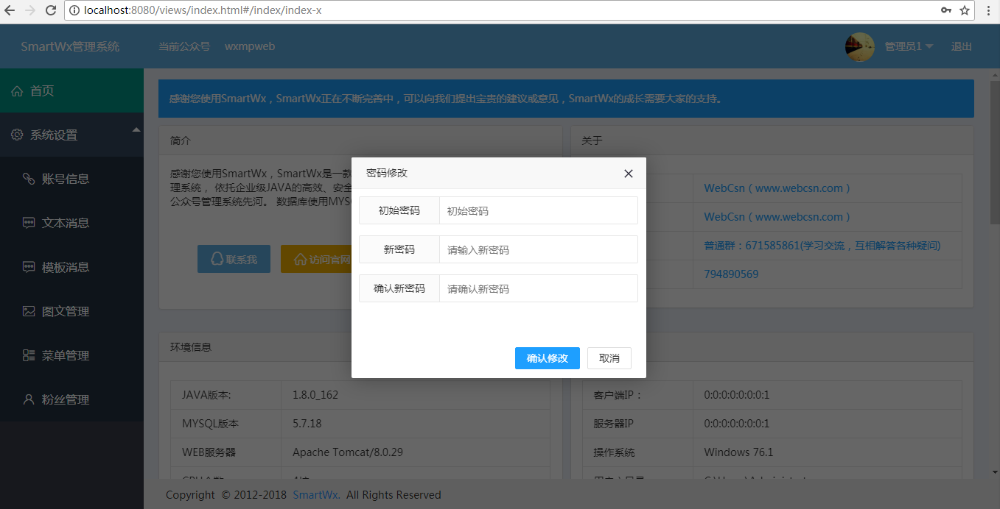 localhost:8080/views/index.html#/index/index-x
SmartWx管理系统 当前公众号 wxmpweb 管理员1 退出
首页
系统设置
账号信息
文本消息
模板消息
图文管理
菜单管理
粉丝管理
感谢您使用SmartWx，SmartWx正在不断完善中，可以向我们提出宝贵的建议或意见，SmartWx的成长需要大家的支持。
简介
感谢您使用SmartWx，SmartWx是一款
理系统， 依托企业级JAVA的高效、安全
公众号管理系统先河。 数据库使用MYS
联系我 访问官网
关于
WebCsn ( www.webcsn.com )
WebCsn ( www.webcsn.com )
普通群：671585861(学习交流，互相解答各种疑问)
794890569
密码修改
初始密码 初始密码
新密码 请输入新密码
确认新密码 请确认新密码
确认修改 取消
环境信息
JAVA版本: 1.8.0_162
MYSQL版本 5.7.18
WEB服务器 Apache Tomcat/8.0.29
客户端IP： 0:0:0:0:0:0:0:1
服务器IP 0:0:0:0:0:0:0:1
操作系统 Windows 76.1
Copyright © 2012-2018 SmartWx. All Rights Reserved